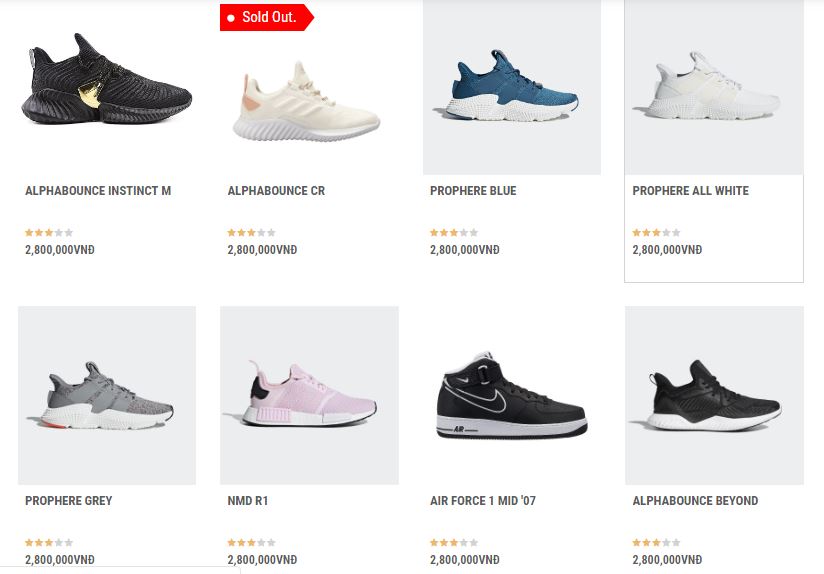 Sold Out.
ALPHABOUNCE INSTINCT M
ALPHABOUNCE CR
PROPHERE BLUE
PROPHERE ALL WHITE
2,800,000VNĐ
2,800,000VNĐ
2,800,000VNĐ
2,800,000VNĐ
AIR
PROPHERE GREY
NMD R1
AIR FORCE 1 MID '07
ALPHABOUNCE BEYOND
2,800,000VNĐ
2,800,000VNĐ
2,800,000VNĐ
2,800,000VNĐ